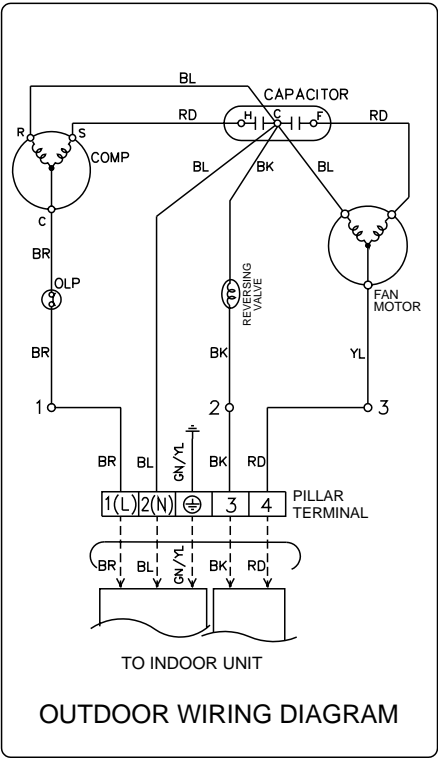 BL
CAPACITOR
RD H C F RD
R S
COMP
BL BK BL
C
BR
OLP
REVERSING
VALVE
FAN
MOTOR
BR BK YL
1 2 3
BR BL GN/YL BK RD
1(L) 2(N) 3 4
PILLAR
TERMINAL
BR BL GN/YL BK RD
TO INDOOR UNIT
OUTDOOR WIRING DIAGRAM